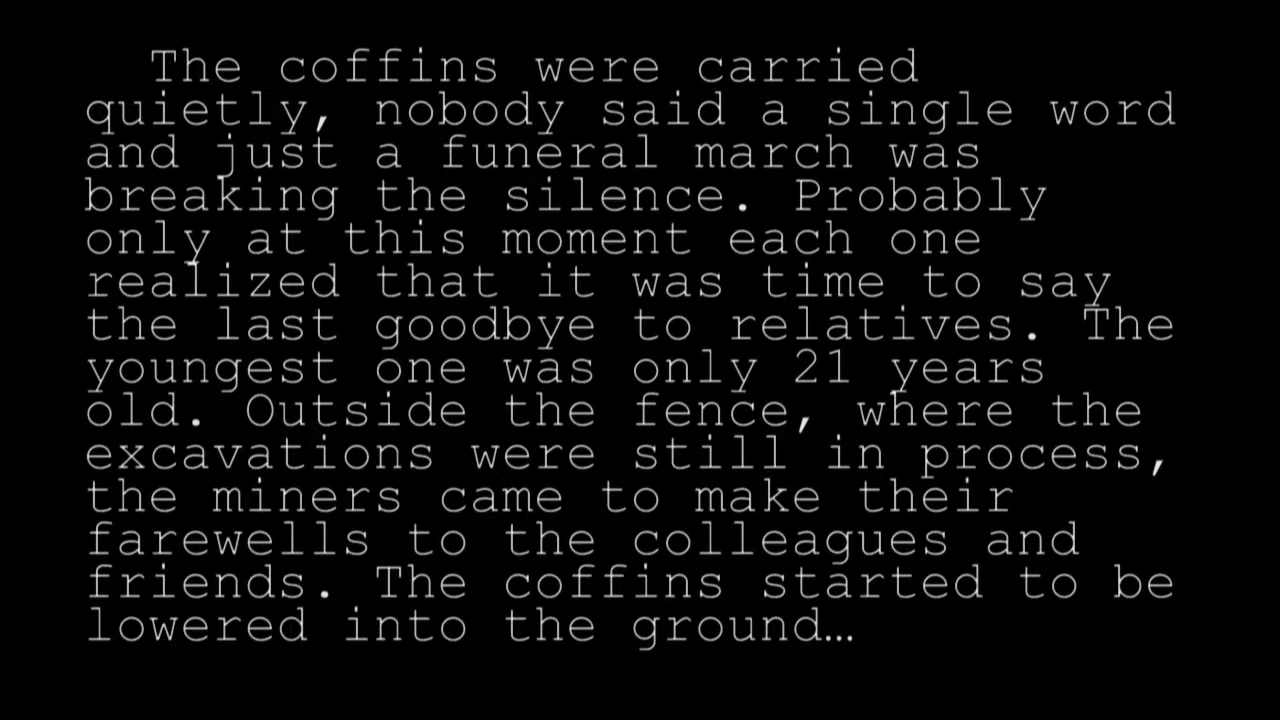 The coffins were carried
quietly, nobody said a single word
and just a funeral march was
breaking the silence. Probably
only at this moment each one
realized that it was time to say
the last goodbye to relatives. The
youngest one was only 21 years
old. Outside the fence, where the
excavations were still in process,
the miners came to make their
farewells to the colleagues and
friends. The coffins started to be
lowered into the ground…